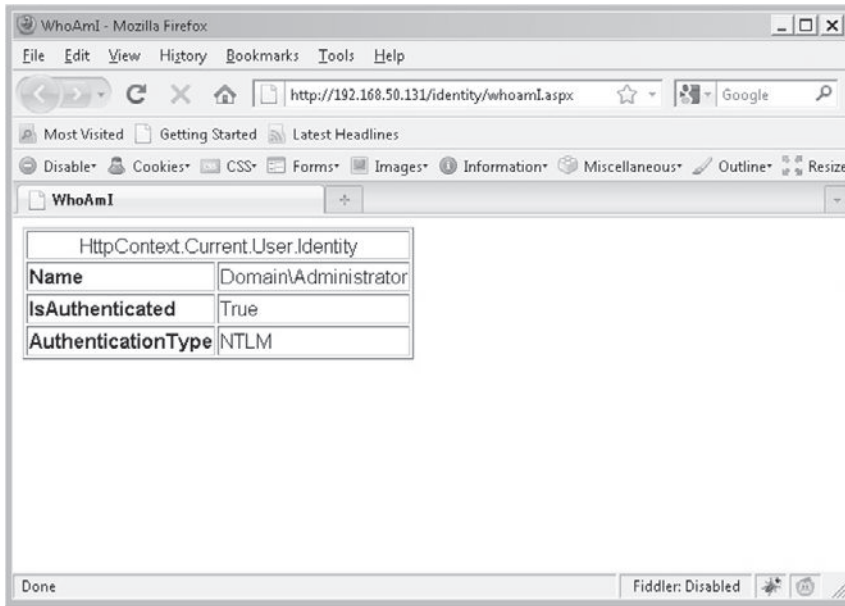 WhoAmI - Mozilla Firefox
File Edit View History Bookmarks Tools Help
http://192.168.50.131/identity/whoamI.aspx Google
Most Visited Getting Started Latest Headlines
Disable Cookies CSS Forms Images Information Miscellaneous Outline Resize
WhoAmI
HttpContext.Current.User.Identity
Name Domain\Administrator
IsAuthenticated True
AuthenticationType NTLM
Done Fiddler: Disabled